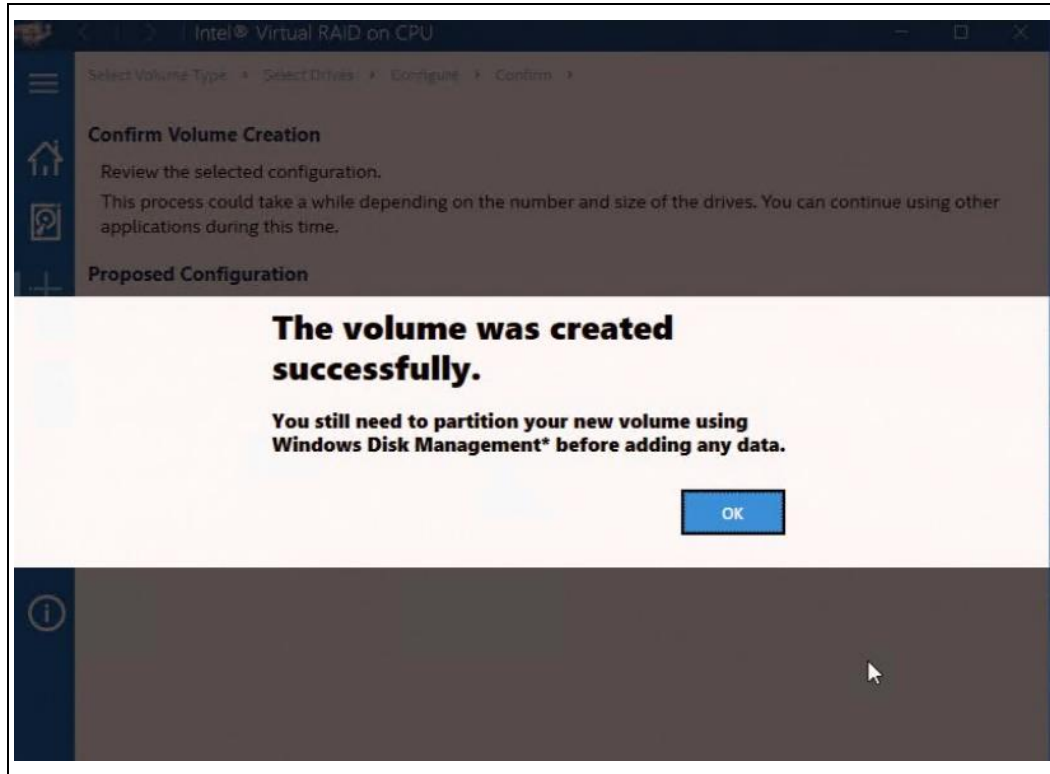 Intel® Virtual RAID on CPU
Select Volume Type Select Drives Configure Confirm
Confirm Volume Creation
Review the selected configuration.
This process could take a while depending on the number and size of the drives. You can continue using other
applications during this time.
Proposed Configuration
The volume was created
successfully.
You still need to partition your new volume using
Windows Disk Management* before adding any data.
OK